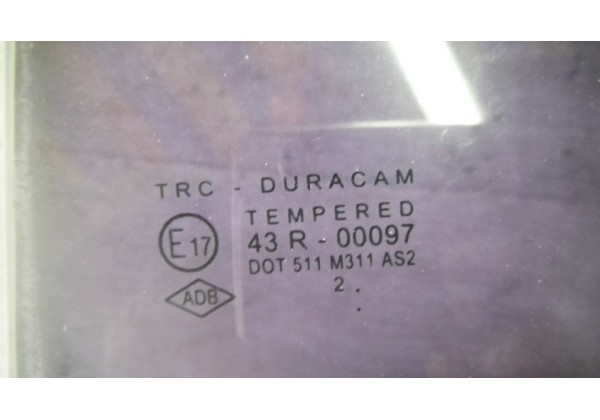 TRC - DURACAM
TEMPERED
E17 43 R - 00097
DOT 511 M311 AS2
ADB 2 . .